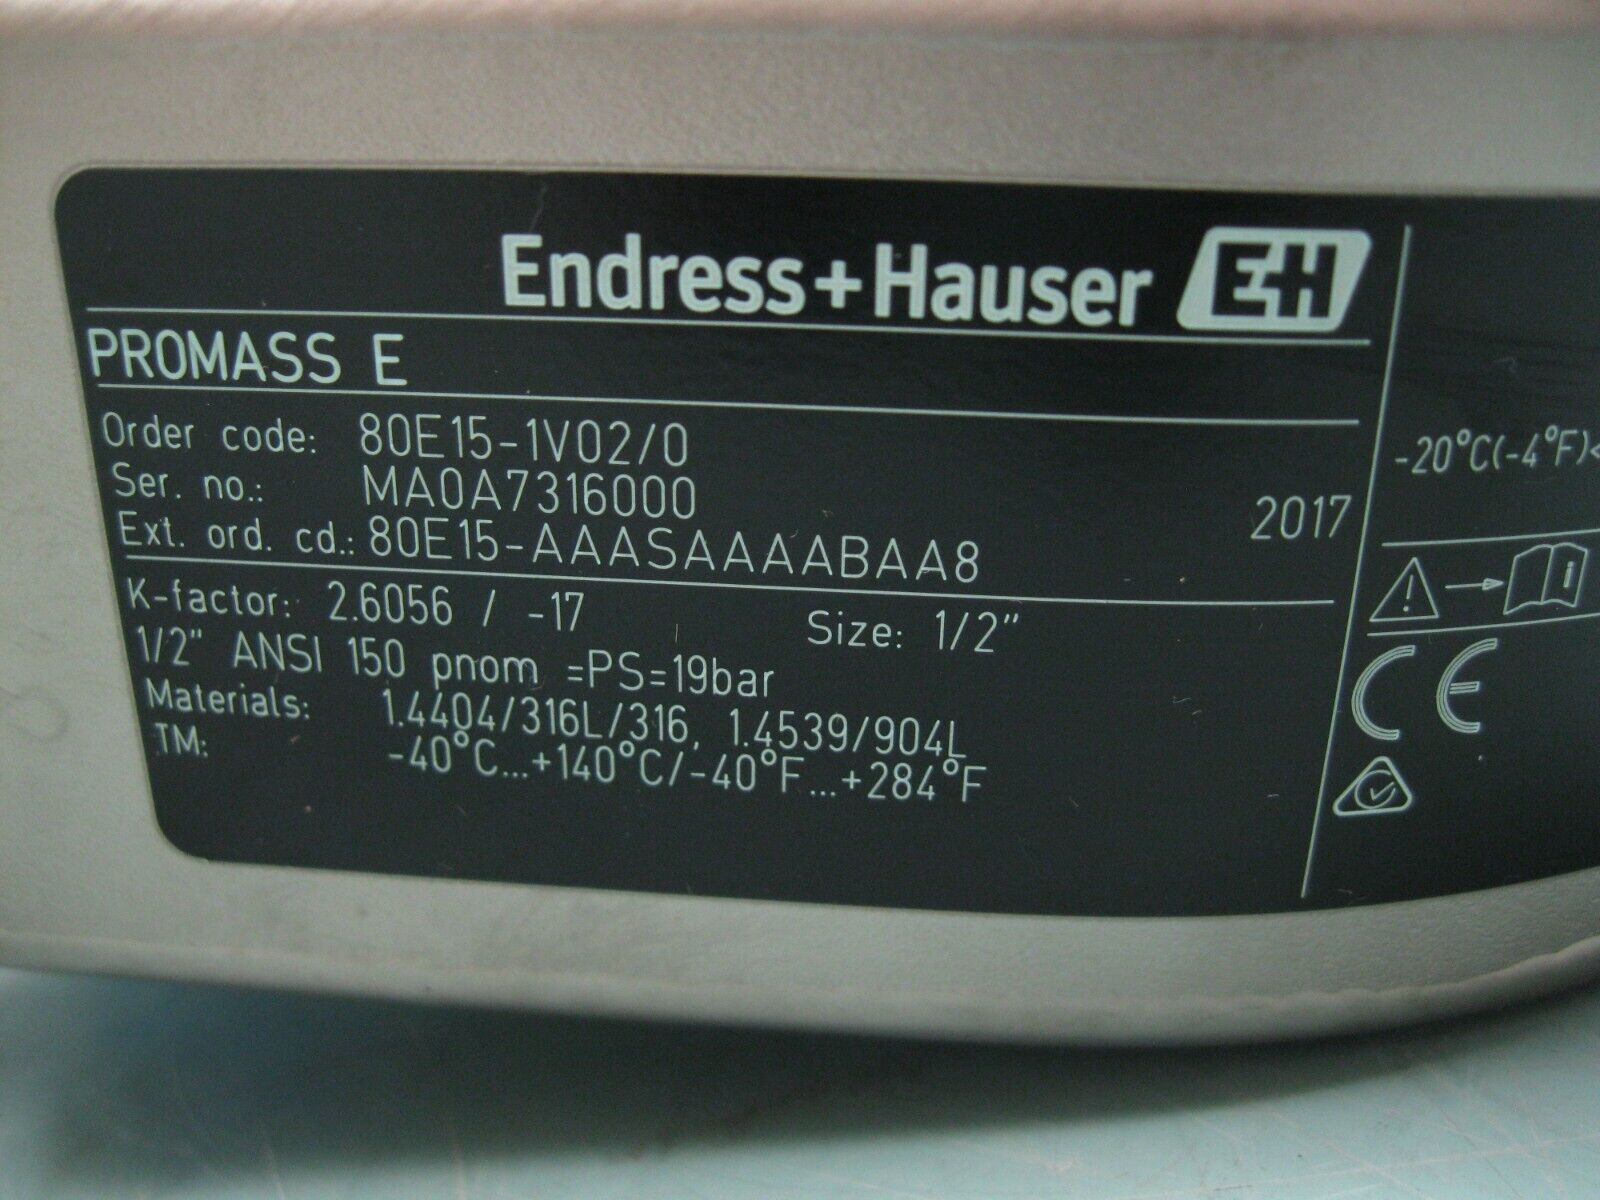 Endress+Hauser E+H
PROMASS E
Order code: 80E15-1V02/0
Ser. no.: MA0A7316000
2017
Ext. ord. cd.: 80E15-AAASAAAABAA8
K-factor: 2.6056 / -17 Size: 1/2"
1/2" ANSI 150 pnom =PS=19bar
Materials: 1.4404/316L/316, 1.4539/904L
TM: -40°C...+140°C/-40°F...+284°F
-20°C(-4°F)<
i
CE